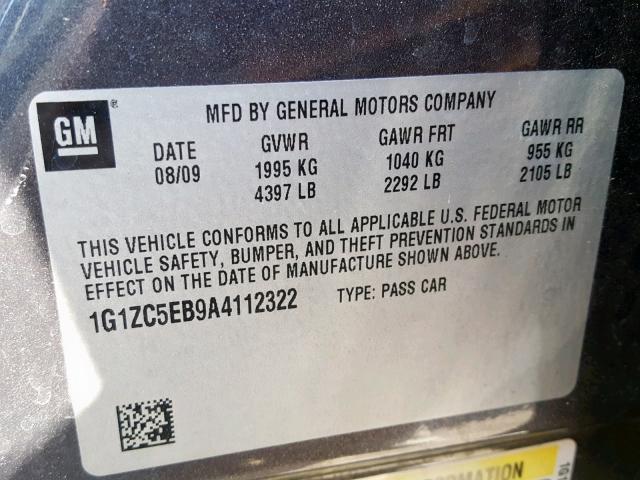 GM ®
MFD BY GENERAL MOTORS COMPANY
DATE GVWR GAWR FRT GAWR RR
08/09 1995 KG 1040 KG 955 KG
4397 LB 2292 LB 2105 LB
THIS VEHICLE CONFORMS TO ALL APPLICABLE U.S. FEDERAL MOTOR
VEHICLE SAFETY, BUMPER, AND THEFT PREVENTION STANDARDS IN
EFFECT ON THE DATE OF MANUFACTURE SHOWN ABOVE.
1G1ZC5EB9A4112322 TYPE: PASS CAR